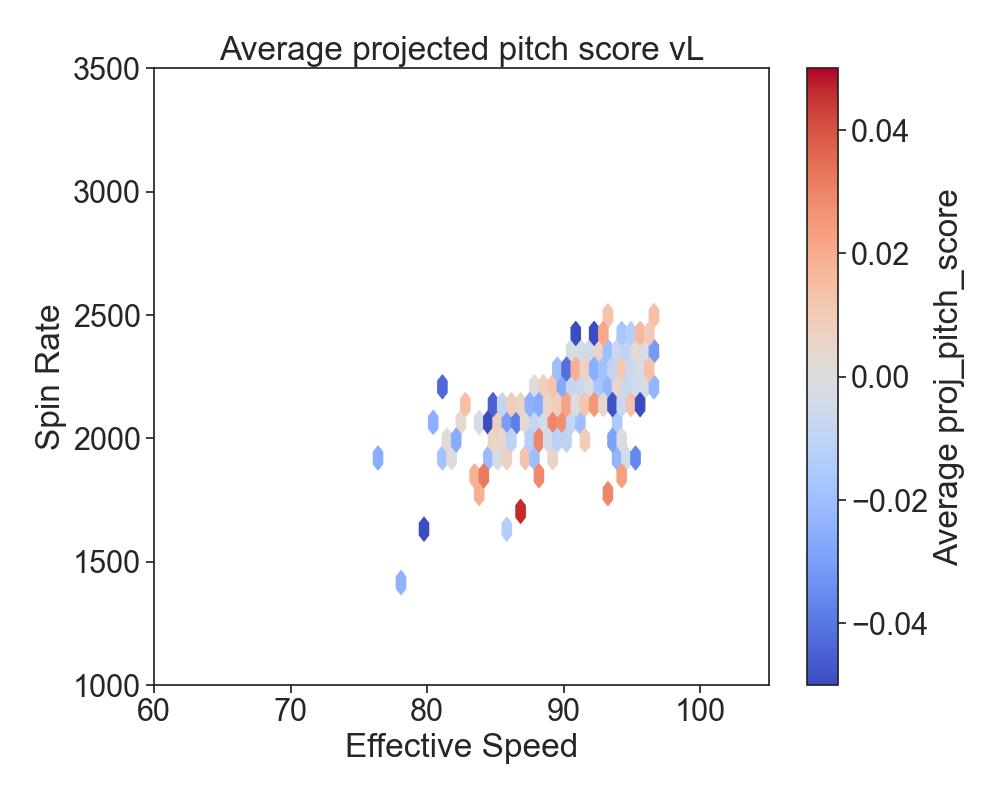 Average projected pitch score vL
3500
3000
2500
2000
1500
1000
Spin Rate
60 70 80 90 100
Effective Speed
0.04
0.02
0.00
−0.02
−0.04
Average proj_pitch_score